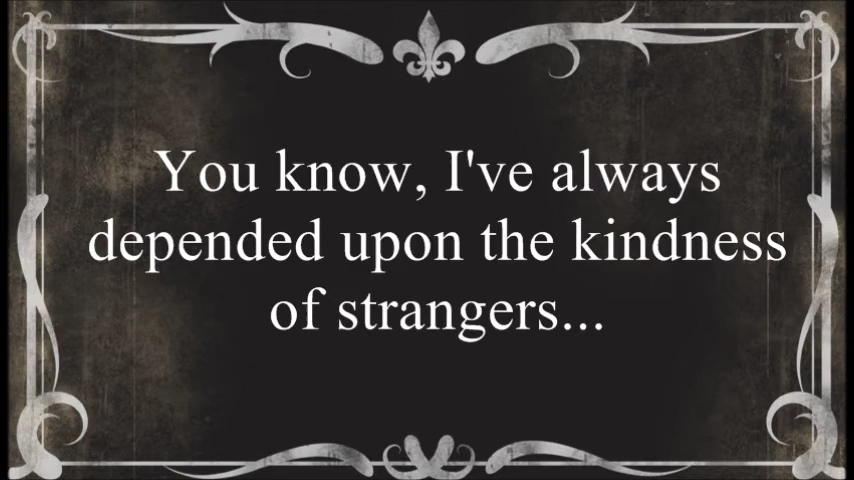 You know, I've always
depended upon the kindness
of strangers...